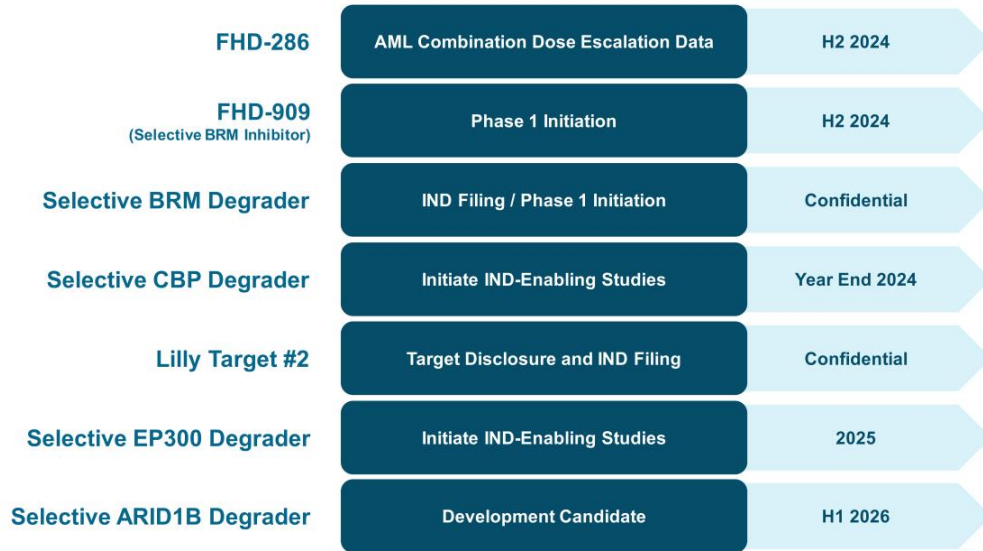 FHD-286
AML Combination Dose Escalation Data
H2 2024
FHD-909
(Selective BRM Inhibitor)
Phase 1 Initiation
H2 2024
Selective BRM Degrader
IND Filing / Phase 1 Initiation
Confidential
Selective CBP Degrader
Initiate IND-Enabling Studies
Year End 2024
Lilly Target #2
Target Disclosure and IND Filing
Confidential
Selective EP300 Degrader
Initiate IND-Enabling Studies
2025
Selective ARID1B Degrader
Development Candidate
H1 2026